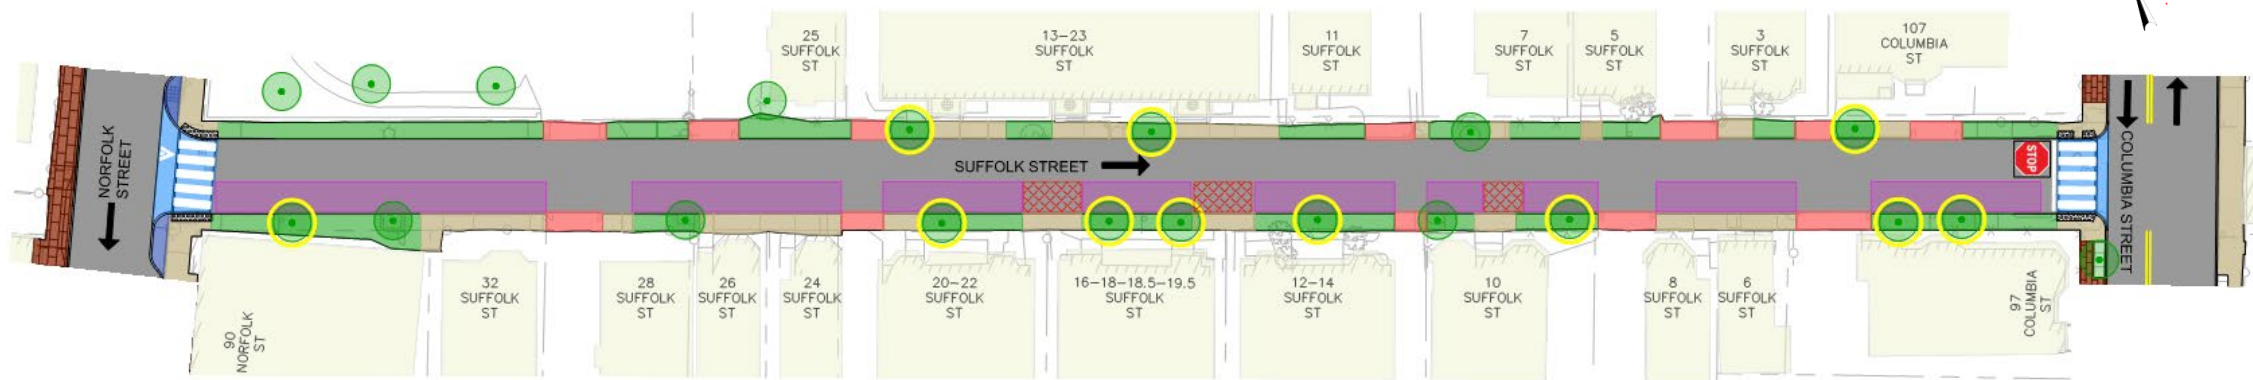 25
SUFFOLK
ST
13-23
SUFFOLK
ST
11
SUFFOLK
ST
7
SUFFOLK
ST
5
SUFFOLK
ST
3
SUFFOLK
ST
107
COLUMBIA
ST
NORFOLK
STREET
SUFFOLK STREET
STOP
COLUMBIA STREET
90
NORFOLK
ST
32
SUFFOLK
ST
28
SUFFOLK
ST
26
SUFFOLK
ST
24
SUFFOLK
ST
20-22
SUFFOLK
ST
16-18-18.5-19.5
SUFFOLK
ST
12-14
SUFFOLK
ST
10
SUFFOLK
ST
8
SUFFOLK
ST
6
SUFFOLK
ST
97
COLUMBIA
ST